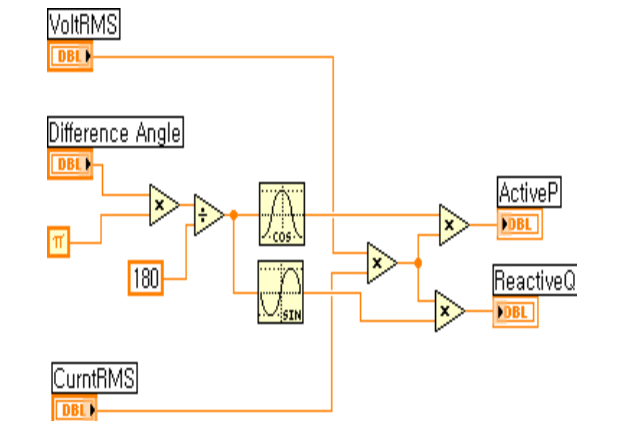 VoltRMS
DBL
Difference Angle
DBL
×
÷
π
180
COS
SIN
×
×
×
ActiveP
DBL
ReactiveQ
DBL
CurntRMS
DBL